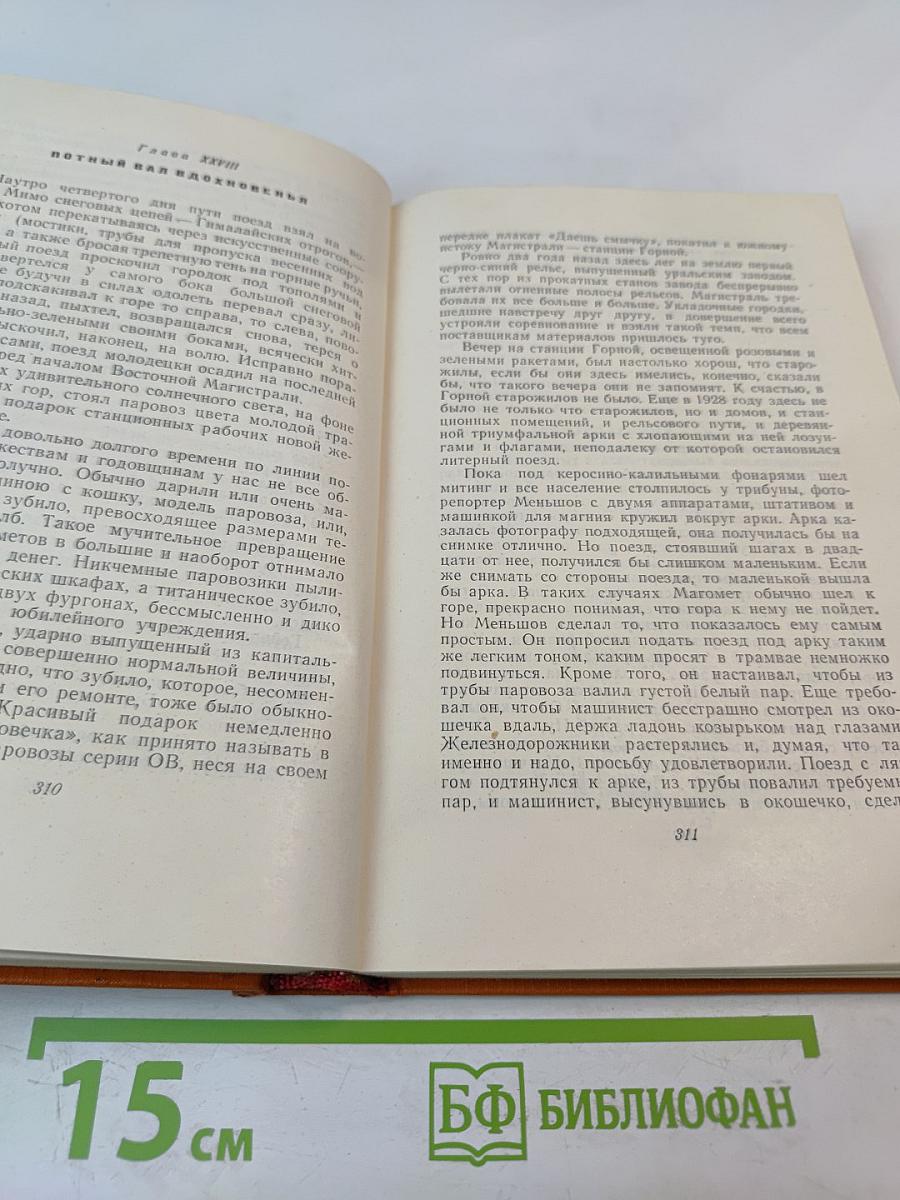 Глава XXVIII
ПОТНЫЙ ВАЛ ВДОХНОВЕНЬЯ
Наутро четвертого дня пути поезд взял на во-
Мимо снеговых цепей — Гималайских отрогов,—
хотом перекатываясь через искусственные соору-
(мостики, трубы для пропуска весенних вод
а также бросая трепетную тень на горные ручьи,
ый поезд проскочил городок под тополями и
вертелся у самого бока большой снеговой
е будучи в силах одолеть перевал сразу, ли-
подскакивал к горе то справа, то слева, пово-
назад, пыхтел, возвращался снова, терся о
ьно-зелеными своими боками, всячески хит-
ыскочил, наконец, на волю. Исправно пора-
сами, поезд молодецки осадил на последней
ред началом Восточной Магистрали.
х удивительного солнечного света, на фоне
их гор, стоял паровоз цвета молодой тра-
подарок станционных рабочих новой же-
е.
довольно долгого времени по линии по-
жествам и годовщинам у нас не все об-
получно. Обычно дарили или очень ма-
чиною с кошку, модель паровоза, или,
зубило, превосходящее размерами те-
лб. Такое мучительное превращение
метов в большие и наоборот отнимало
денег. Никчемные паровозики пыли-
ских шкафах, а титаническое зубило,
двух фургонах, бессмысленно и дико
юбилейного учреждения.
, ударно выпущенный из капиталь-
совершенно нормальной величины,
дно, что зубило, которое, несомнен-
и его ремонте, тоже было обыкно-
Красивый подарок немедленно
овечка», как принято называть в
ровозы серии ОВ, неся на своем
310
передке плакат «Даешь смычку», покатил к южному
истоку Магистрали — станции Горной.
Ровно два года назад здесь лег на землю первый
черно-синий рельс, выпущенный уральским заводом.
С тех пор из прокатных станов завода беспрерывно
вылетали огненные полосы рельсов. Магистраль тре-
бовала их все больше и больше. Укладочные городки,
шедшие навстречу друг другу, в довершение всего
устроили соревнование и взяли такой темп, что всем
поставщикам материалов пришлось туго.
Вечер на станции Горной, освещенной розовыми и
зелеными ракетами, был настолько хорош, что старо-
жилы, если бы они здесь имелись, конечно, сказали
бы, что такого вечера они не запомнят. К счастью, в
Горной старожилов не было. Еще в 1928 году здесь не
было не только что старожилов, но и домов, и стан-
ционных помещений, и рельсового пути, и деревян-
ной триумфальной арки с хлопающими на ней лозун-
гами и флагами, неподалеку от которой остановился
литерный поезд.
Пока под керосино-калильными фонарями шел
митинг и все население столпилось у трибуны, фото-
репортер Меньшов с двумя аппаратами, штативом и
машинкой для магния кружил вокруг арки. Арка ка-
залась фотографу подходящей, она получилась бы на
снимке отлично. Но поезд, стоявший шагах в двад-
цати от нее, получился бы слишком маленьким. Если
же снимать со стороны поезда, то маленькой вышла
бы арка. В таких случаях Магомет обычно шел к
горе, прекрасно понимая, что гора к нему не пойдет.
Но Меньшов сделал то, что показалось ему самым
простым. Он попросил подать поезд под арку таким
же легким тоном, каким просят в трамвае немножко
подвинуться. Кроме того, он настаивал, чтобы из
трубы паровоза валил густой белый пар. Еще требо-
вал он, чтобы машинист бесстрашно смотрел из око-
шечка вдаль, держа ладонь козырьком над глазами
Железнодорожники растерялись и, думая, что та
именно и надо, просьбу удовлетворили. Поезд с ля
гом подтянулся к арке, из трубы повалил требуемы
пар, и машинист, высунувшись в окошечко, сдел
311
15 см
БФ БИБЛИОФАН